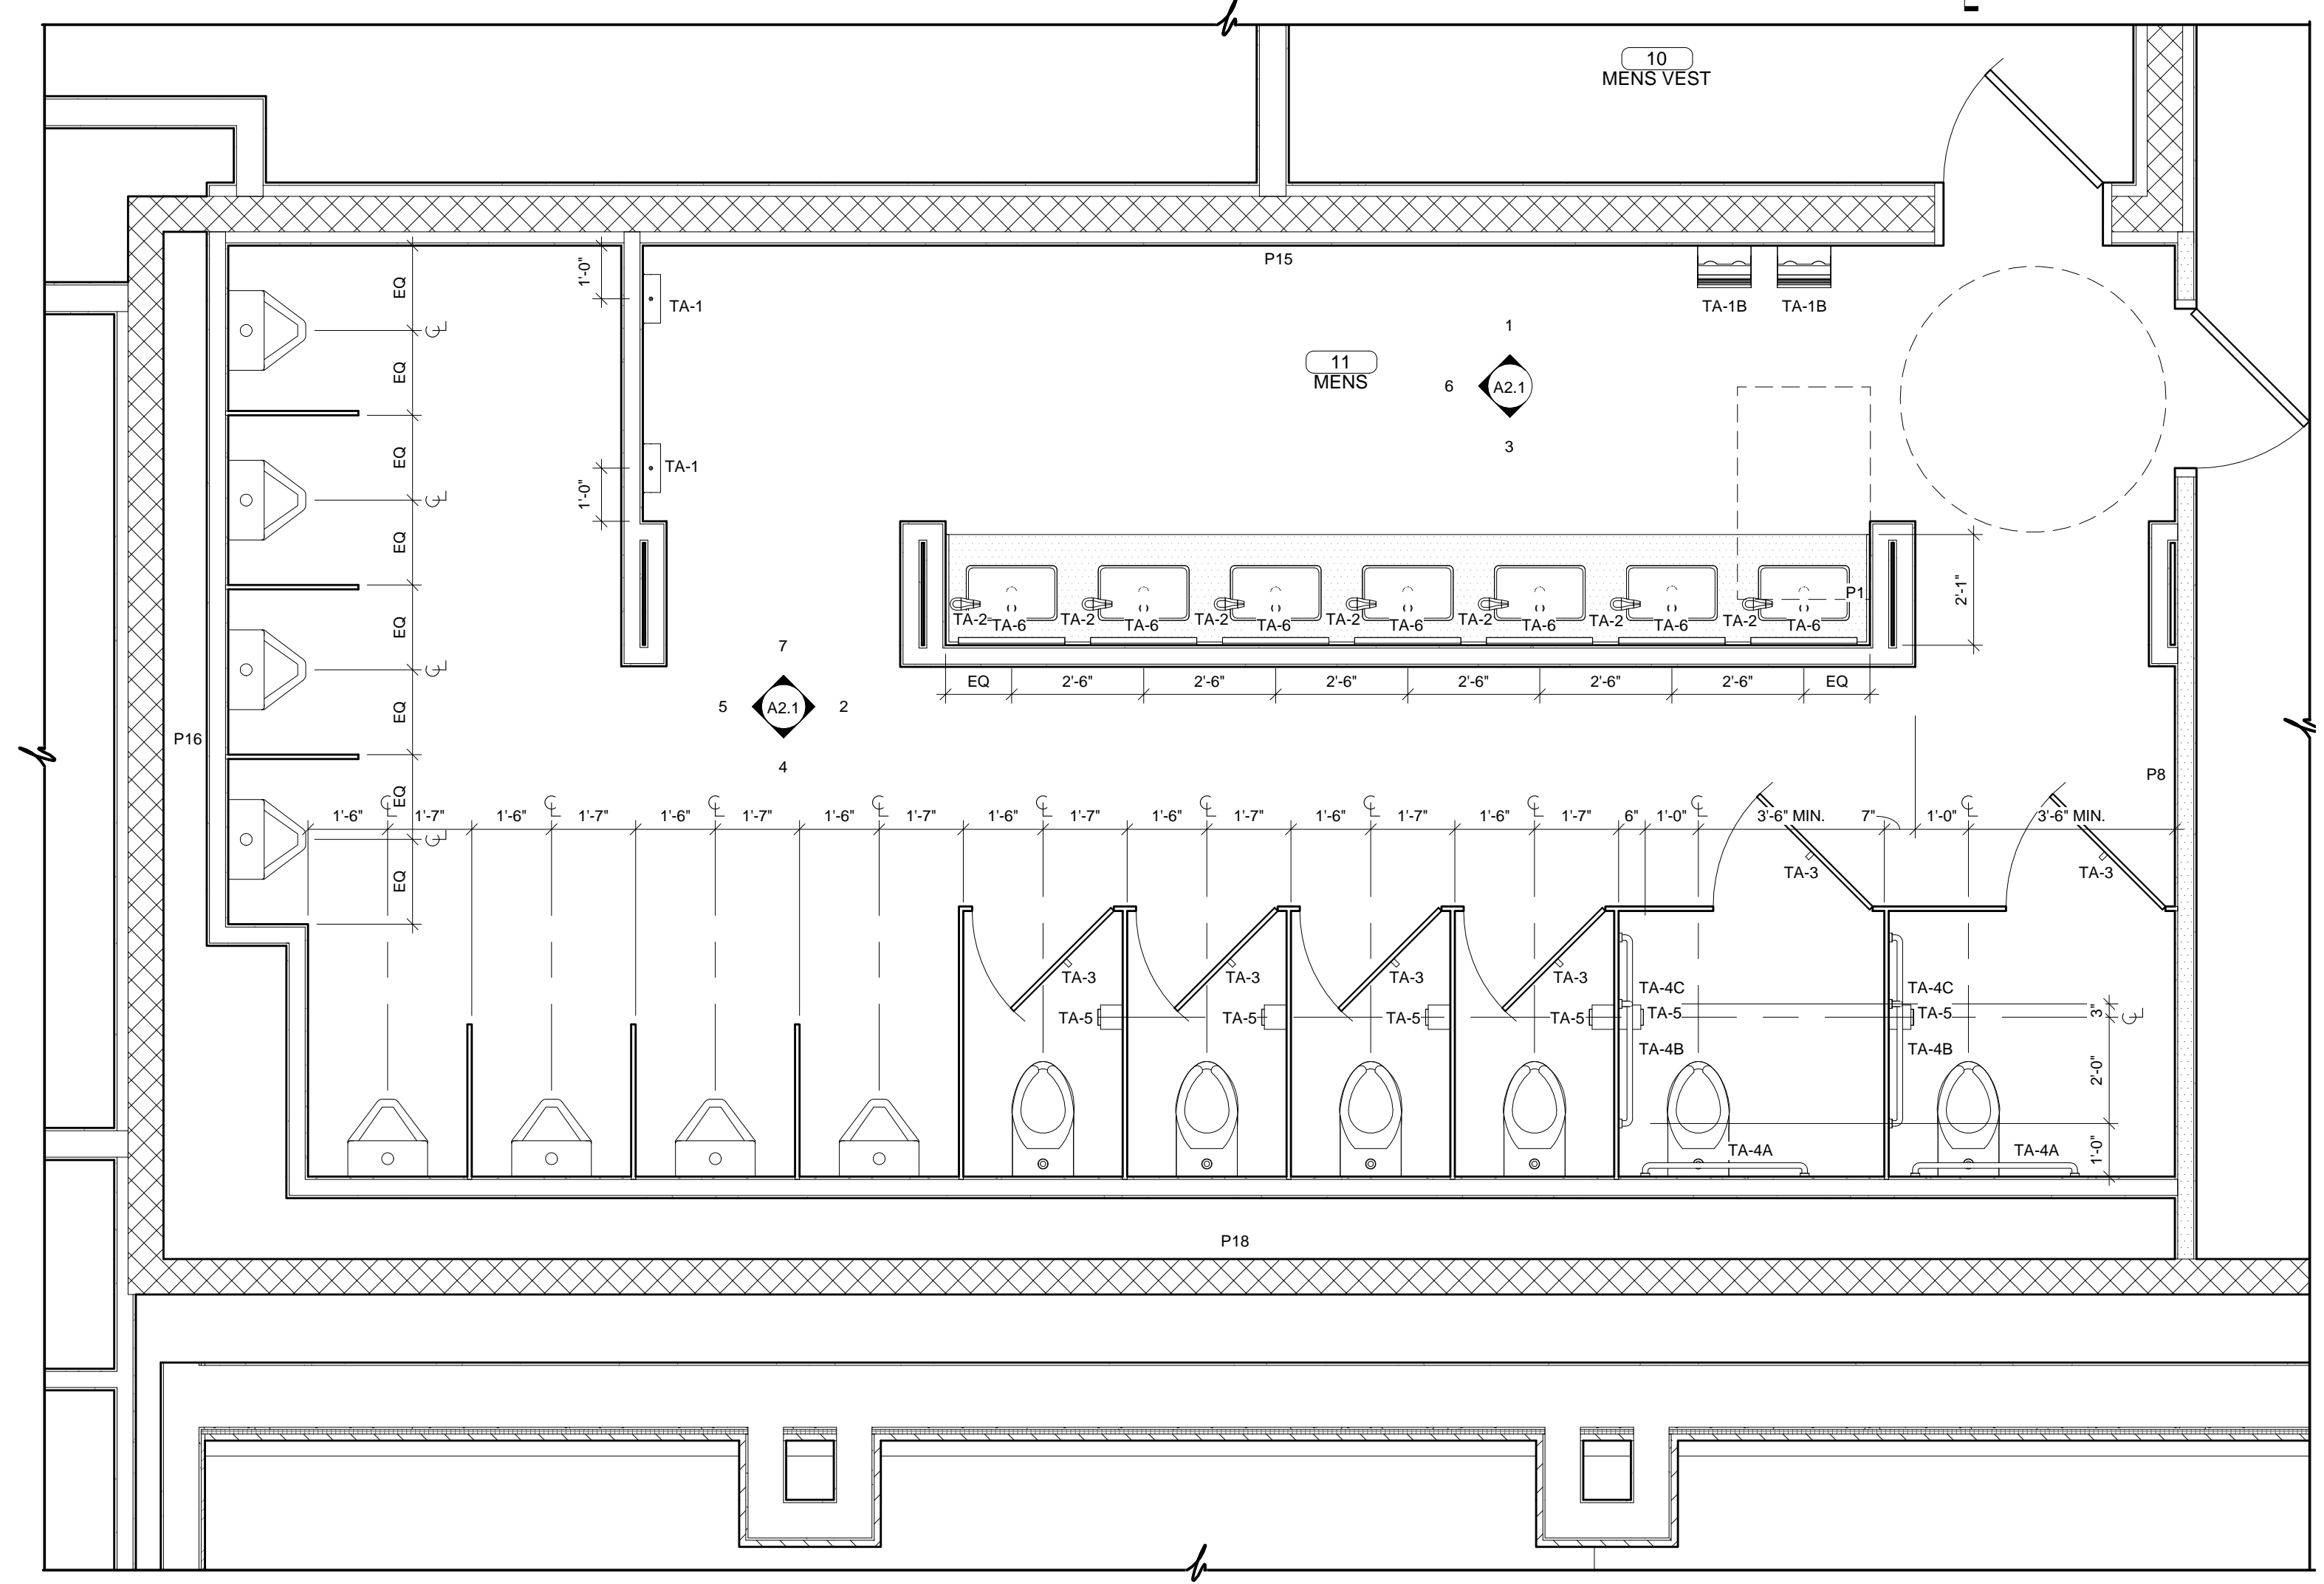 10
MENS VEST
P15
EQ
1'-0"
TA-1
TA-1B
TA-1B
1
11
MENS
6
A2.1
3
EQ
EQ
TA-1
1'-0"
EQ
EQ
EQ
EQ
EQ
TA-2
TA-6
TA-2
TA-6
TA-2
TA-6
TA-2
TA-6
TA-2
TA-6
TA-2
TA-6
TA-2
TA-6
P1
2'-1"
7
5
A2.1
2
4
EQ
2'-6"
2'-6"
2'-6"
2'-6"
2'-6"
2'-6"
EQ
P16
P8
1'-6"
1'-7"
1'-6"
1'-7"
1'-6"
1'-7"
1'-6"
1'-7"
1'-6"
1'-7"
1'-6"
1'-7"
1'-6"
1'-7"
1'-6"
1'-7"
6"
1'-0"
3'-6" MIN.
7"
1'-0"
3'-6" MIN.
TA-3
TA-3
TA-3
TA-3
TA-3
TA-3
TA-4C
TA-4C
TA-5
TA-5
TA-5
TA-5
TA-5
TA-5
3"
TA-4B
TA-4B
2'-0"
TA-4A
TA-4A
1'-0"
P18